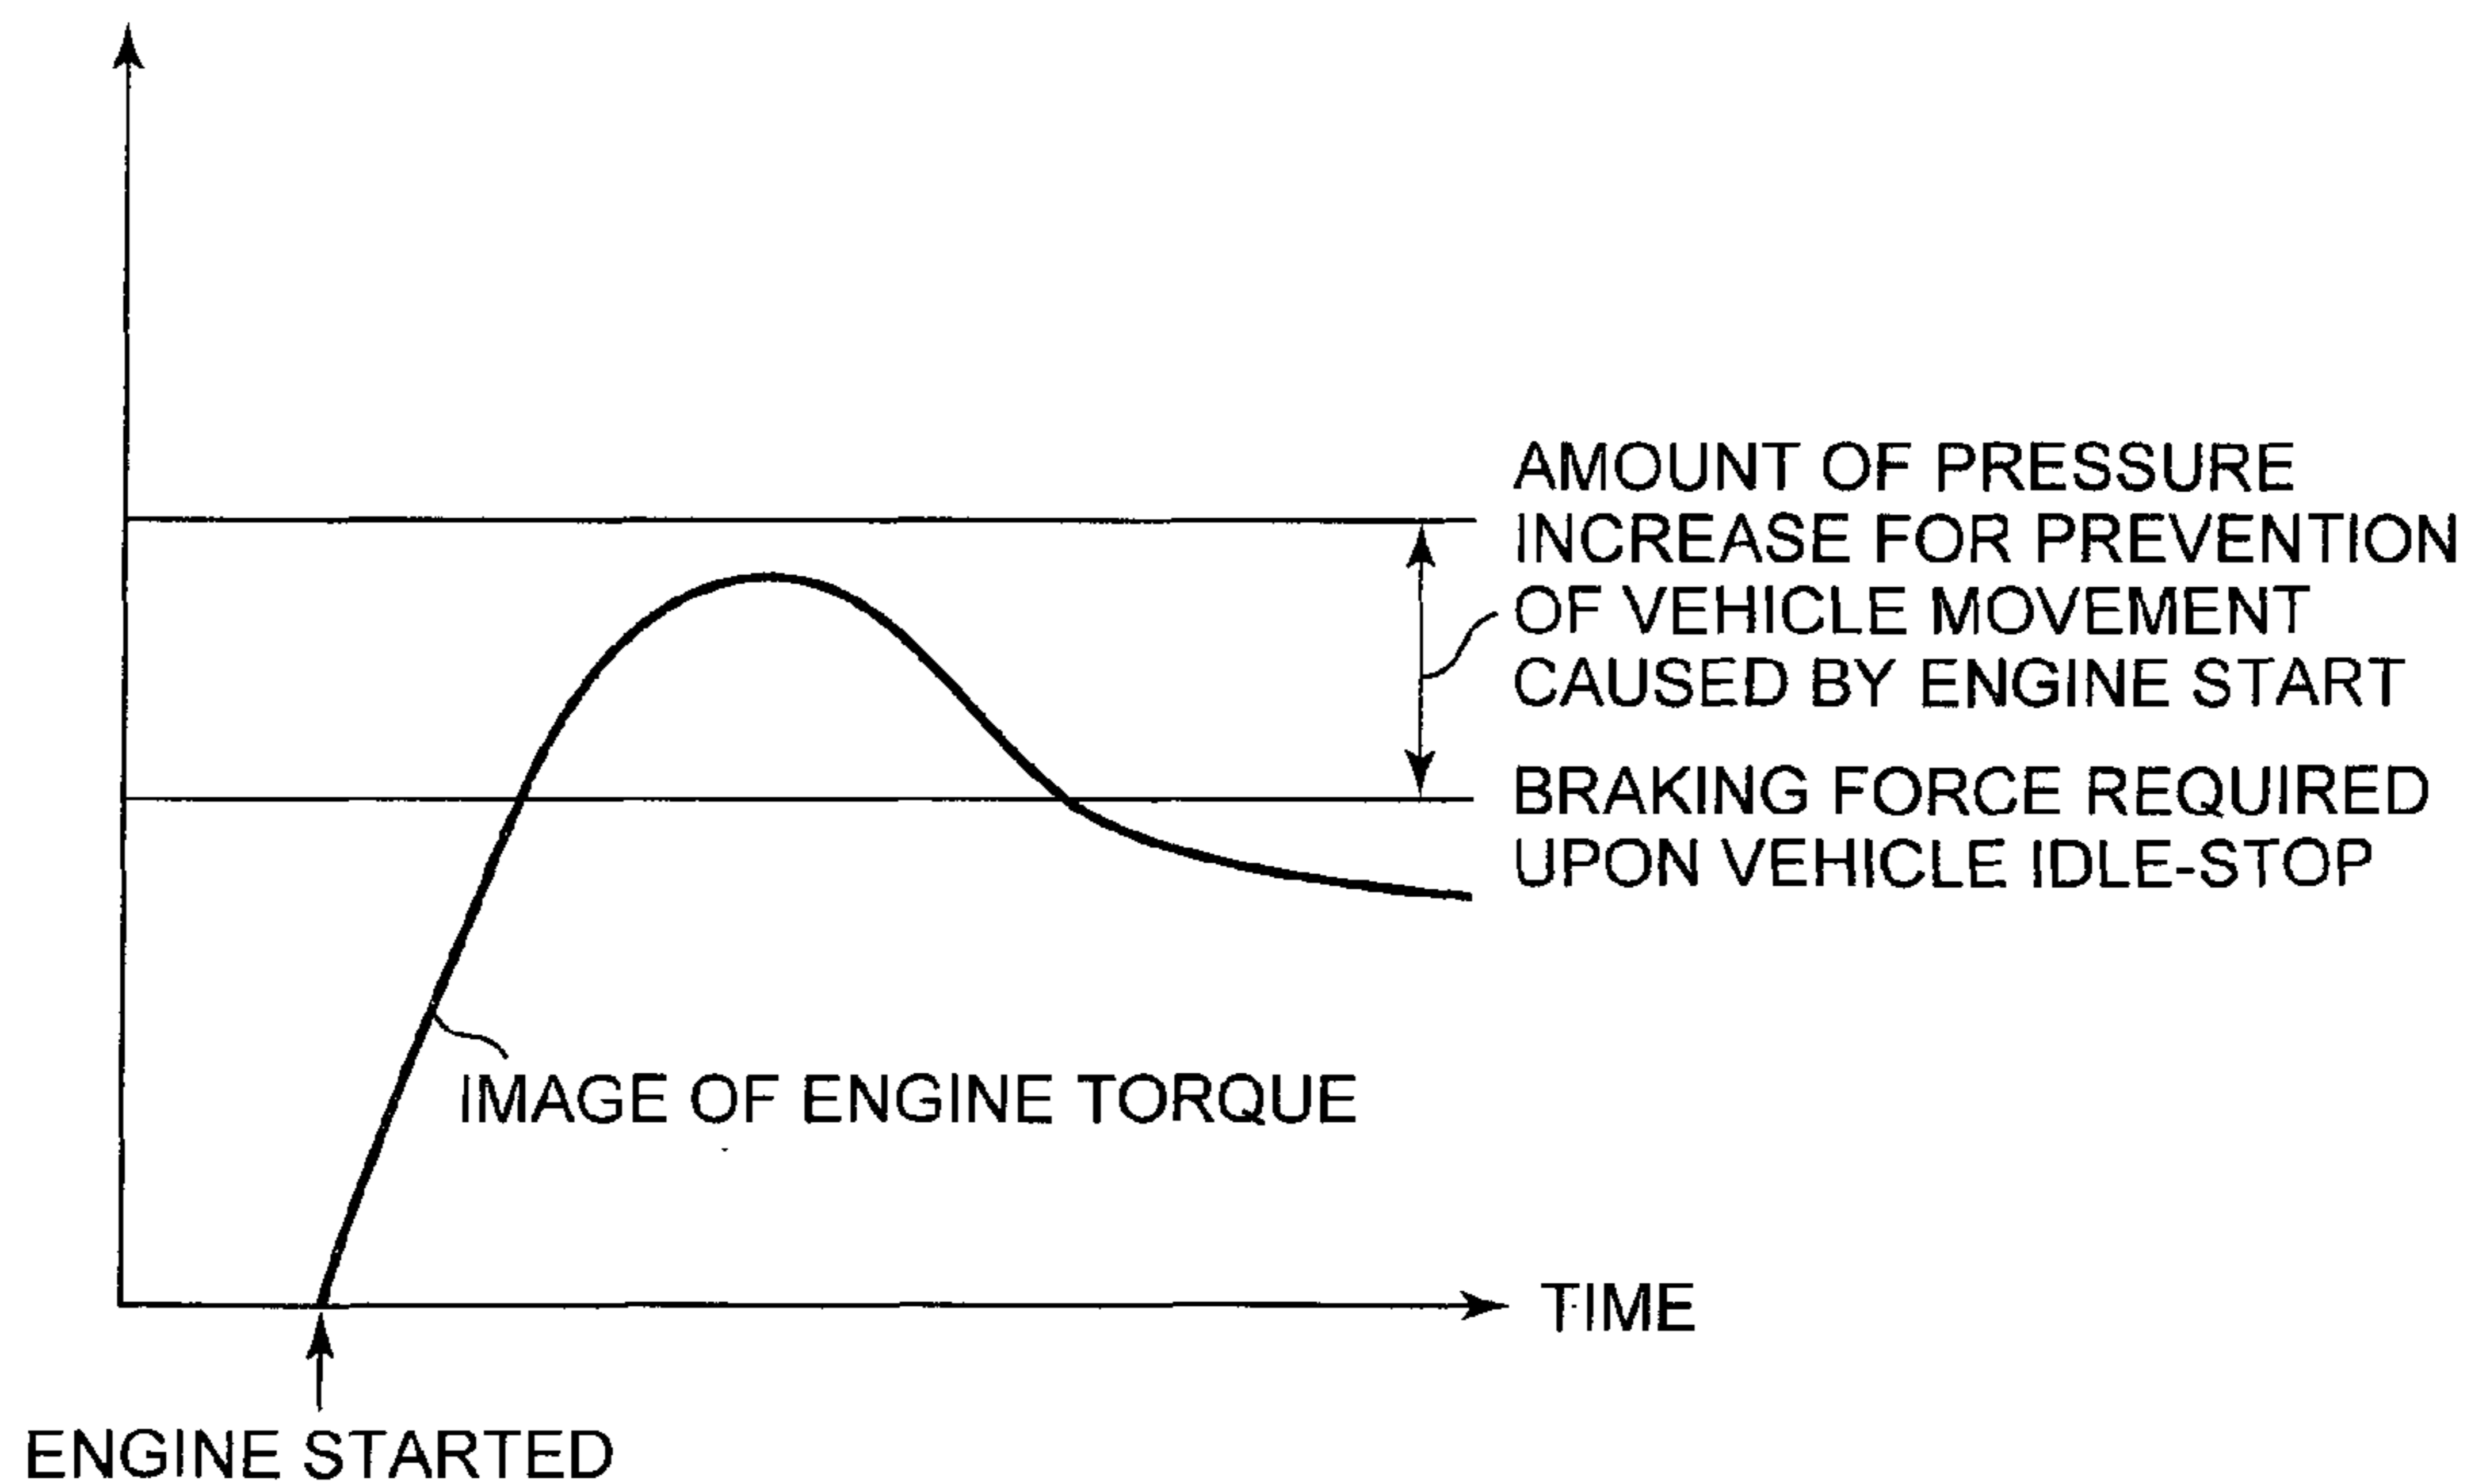 AMOUNT OF PRESSURE
INCREASE FOR PREVENTION
OF VEHICLE MOVEMENT
CAUSED BY ENGINE START
BRAKING FORCE REQUIRED
UPON VEHICLE IDLE-STOP
IMAGE OF ENGINE TORQUE
TIME
ENGINE STARTED